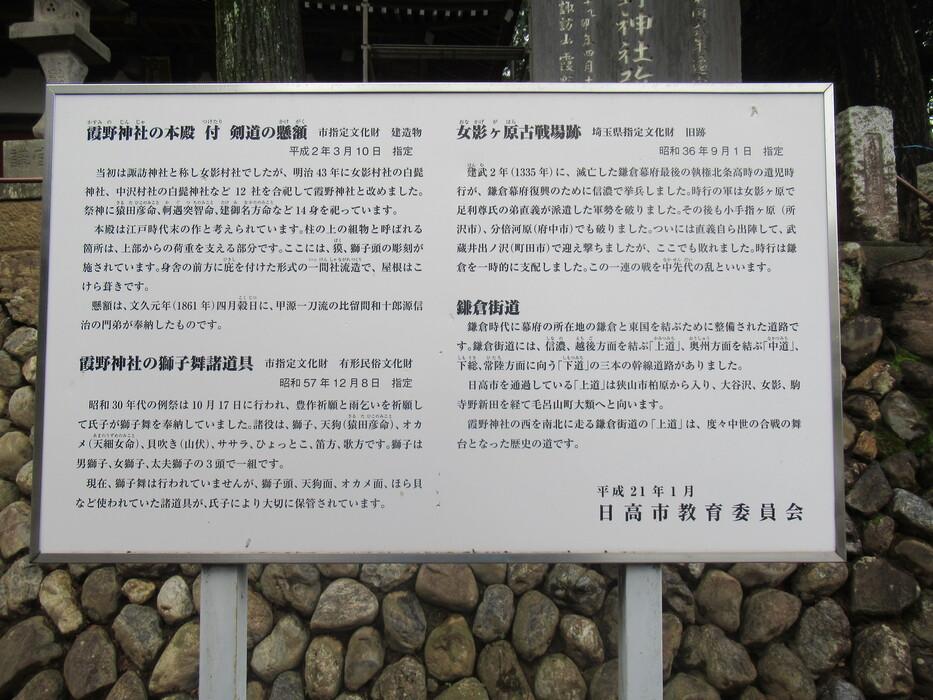 霞野神社の本殿 付 剣道の懸額 市指定文化財 建造物
平成2年3月10日 指定
当初は諏訪神社と称し女影村社でしたが、明治43年に女影村社の白髭
神社、中沢村社の白髭神社など12社を合祀して霞野神社と改めました。
祭神に猿田彦命、軻遇突智命、建御名方命など14身を祀っています。
本殿は江戸時代末の作と考えられています。柱の上の組物と呼ばれる
箇所は、上部からの荷重を支える部分です。ここには、獏、獅子頭の彫刻が
施されています。身舎の前方に庇を付けた形式の一間社流造で、屋根はこ
けら葺きです。
懸額は、文久元年(1861年)四月穀日に、甲源一刀流の比留間和十郎源信
治の門弟が奉納したものです。
霞野神社の獅子舞諸道具 市指定文化財 有形民俗文化財
昭和57年12月8日 指定
昭和30年代の例祭は10月17日に行われ、豊作祈願と雨乞いを祈願し
て氏子が獅子舞を奉納していました。諸役は、獅子、天狗(猿田彦命)、オカ
メ(天細女命)、貝吹き(山伏)、ササラ、ひょっとこ、笛方、歌方です。獅子は
男獅子、女獅子、太夫獅子の3頭で一組です。
現在、獅子舞は行われていませんが、獅子頭、天狗面、オカメ面、ほら貝
など使われていた諸道具が、氏子により大切に保管されています。
女影ヶ原古戦場跡 埼玉県指定文化財 旧跡
昭和36年9月1日 指定
建武2年(1335年)に、滅亡した鎌倉幕府最後の執権北条高時の遺児時
行が、鎌倉幕府復興のために信濃で挙兵しました。時行の軍は女影ヶ原で
足利尊氏の弟直義が派遣した軍勢を破りました。その後も小手指ヶ原(所
沢市)、分倍河原(府中市)でも破りました。ついには直義自ら出陣して、武
蔵井出ノ沢(町田市)で迎え撃ちましたが、ここでも敗れました。時行は鎌
倉を一時的に支配しました。この一連の戦を中先代の乱といいます。
鎌倉街道
鎌倉時代に幕府の所在地の鎌倉と東国を結ぶために整備された道路で
す。鎌倉街道には、信濃、越後方面を結ぶ「上道」、奥州方面を結ぶ「中道」、
下総、常陸方面に向う「下道」の三本の幹線道路がありました。
日高市を通過している「上道」は狭山市柏原から入り、大谷沢、女影、駒
寺野新田を経て毛呂山町大類へと向います。
霞野神社の西を南北に走る鎌倉街道の「上道」は、度々中世の合戦の舞
台となった歴史の道です。
平成21年1月
日高市教育委員会